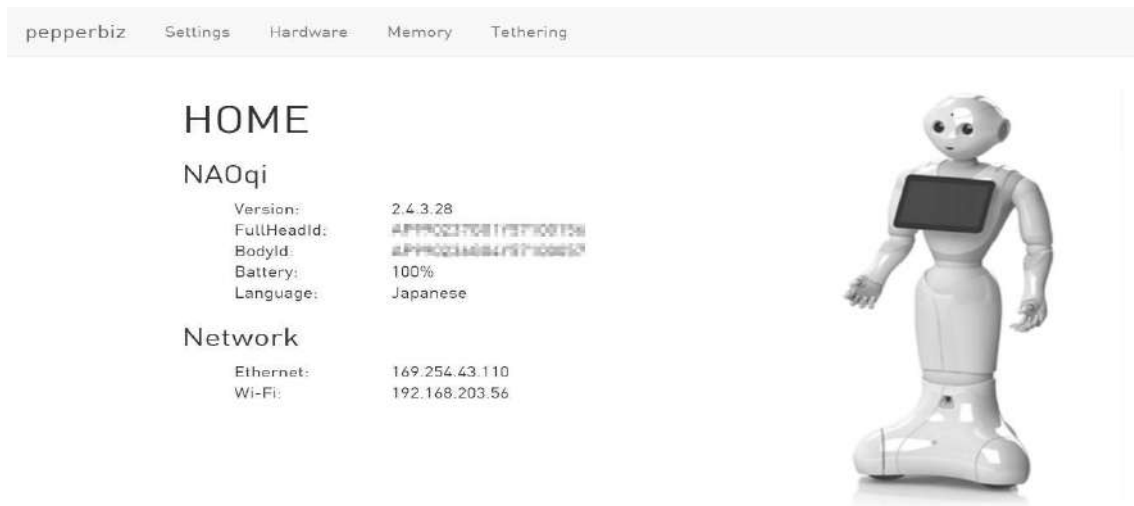 pepperbiz Settings Hardware Memory Tethering
HOME
NAOqi
Version: 2.4.3.28
FullHeadId:
BodyId:
Battery: 100%
Language: Japanese
Network
Ethernet: 169.254.43.110
Wi-Fi: 192.168.203.56